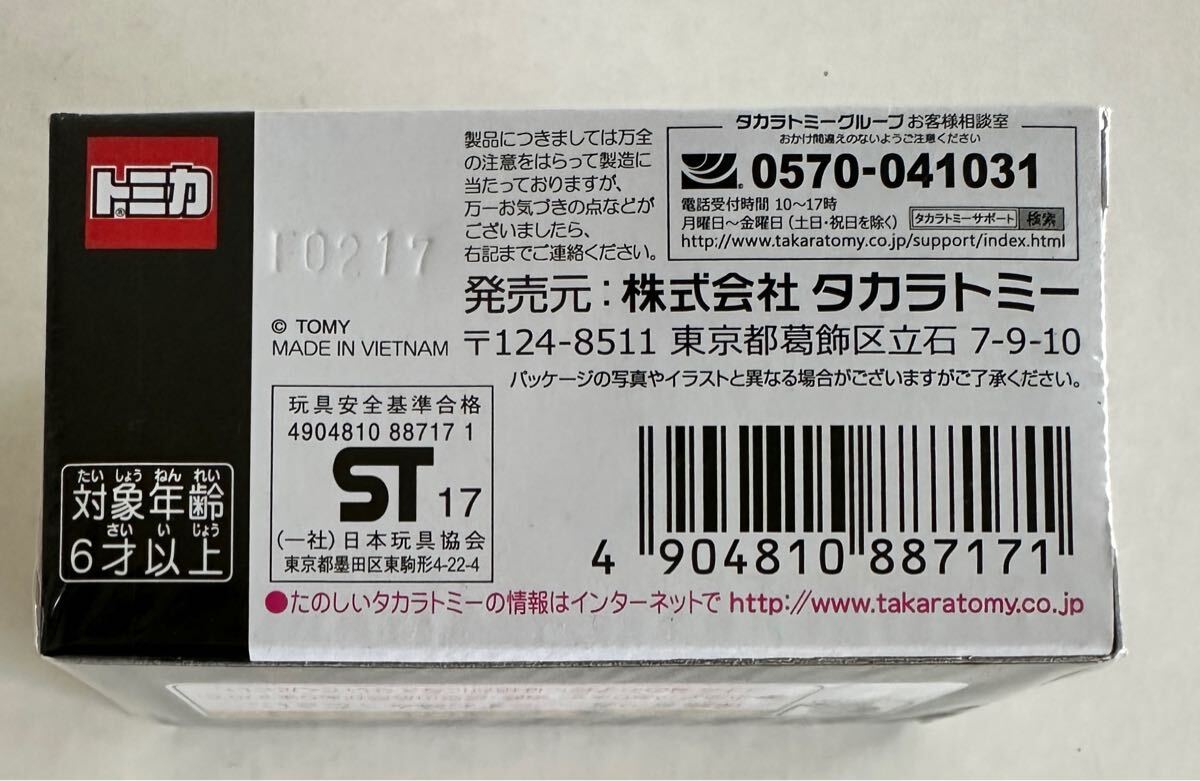 トミカ
®
製品につきましては万全
の注意をはらって製造に
当たっておりますが、
万一お気づきの点などが
ございましたら、
右記までご連絡ください。
タカラトミーグループ お客様相談室
おかけ間違えのないようご注意ください
0570-041031
電話受付時間 10〜17時
月曜日〜金曜日（土日・祝日を除く）
タカラトミーサポート 検索
http://www.takaratomy.co.jp/support/index.html
発売元：株式会社 タカラトミー
〒124-8511 東京都葛飾区立石 7-9-10
パッケージの写真やイラストと異なる場合がございますがご了承ください。
© TOMY
MADE IN VIETNAM
玩具安全基準合格
4904810 88717 1
ST 17
（一社）日本玩具協会
東京都墨田区東駒形4-22-4
たい しょう ねん れい
対象年齢
さい い じょう
6才以上
4 904810 887171
●たのしいタカラトミーの情報はインターネットで http://www.takaratomy.co.jp